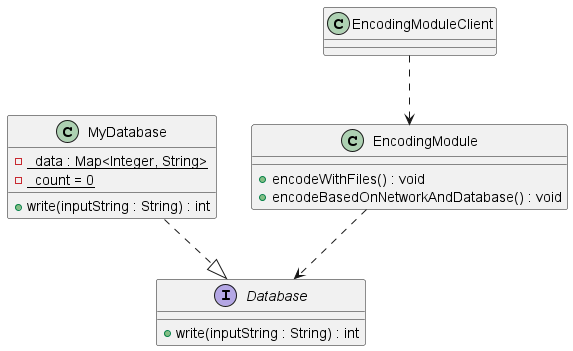 C EncodingModuleClient
C MyDatabase
_data : Map<Integer, String>
_count = 0
write(inputString : String) : int
C EncodingModule
encodeWithFiles() : void
encodeBasedOnNetworkAndDatabase() : void
I Database
write(inputString : String) : int